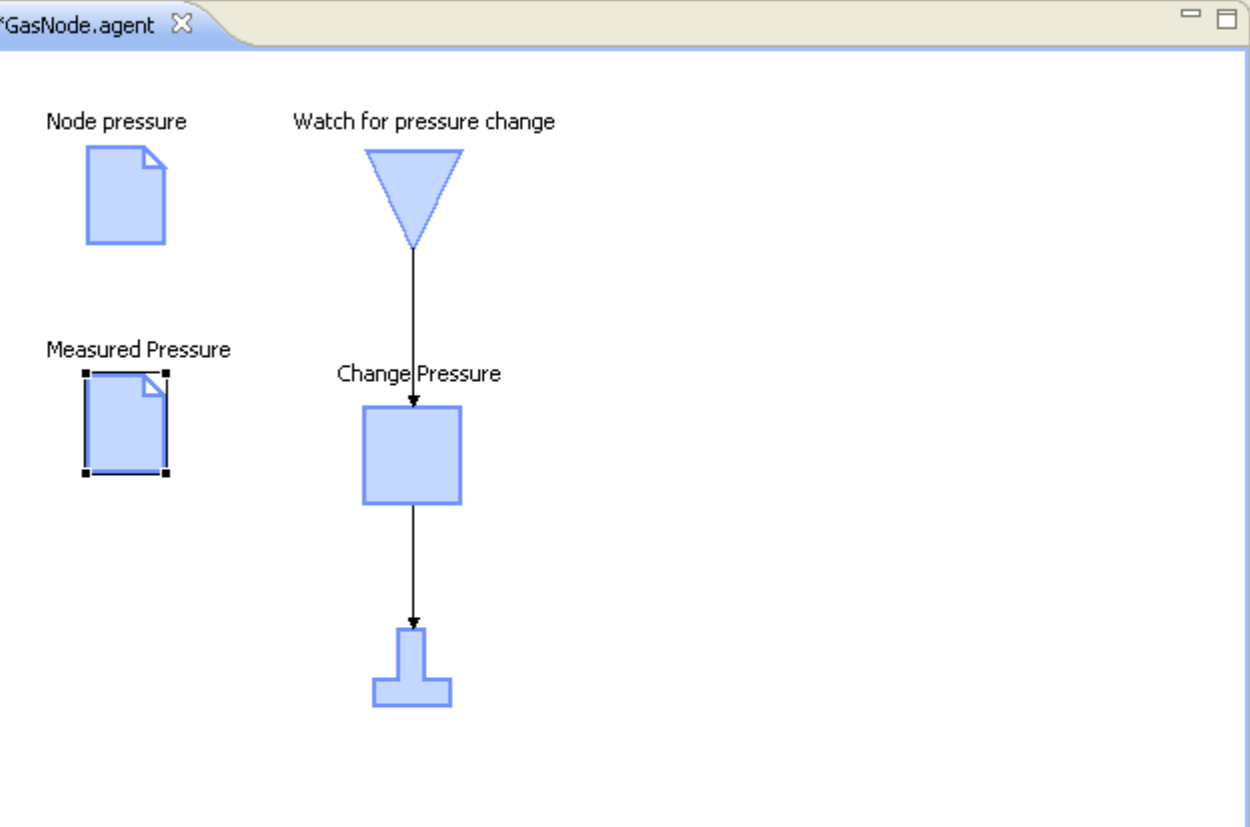 *GasNode.agent
Node pressure
Watch for pressure change
Measured Pressure
Change Pressure